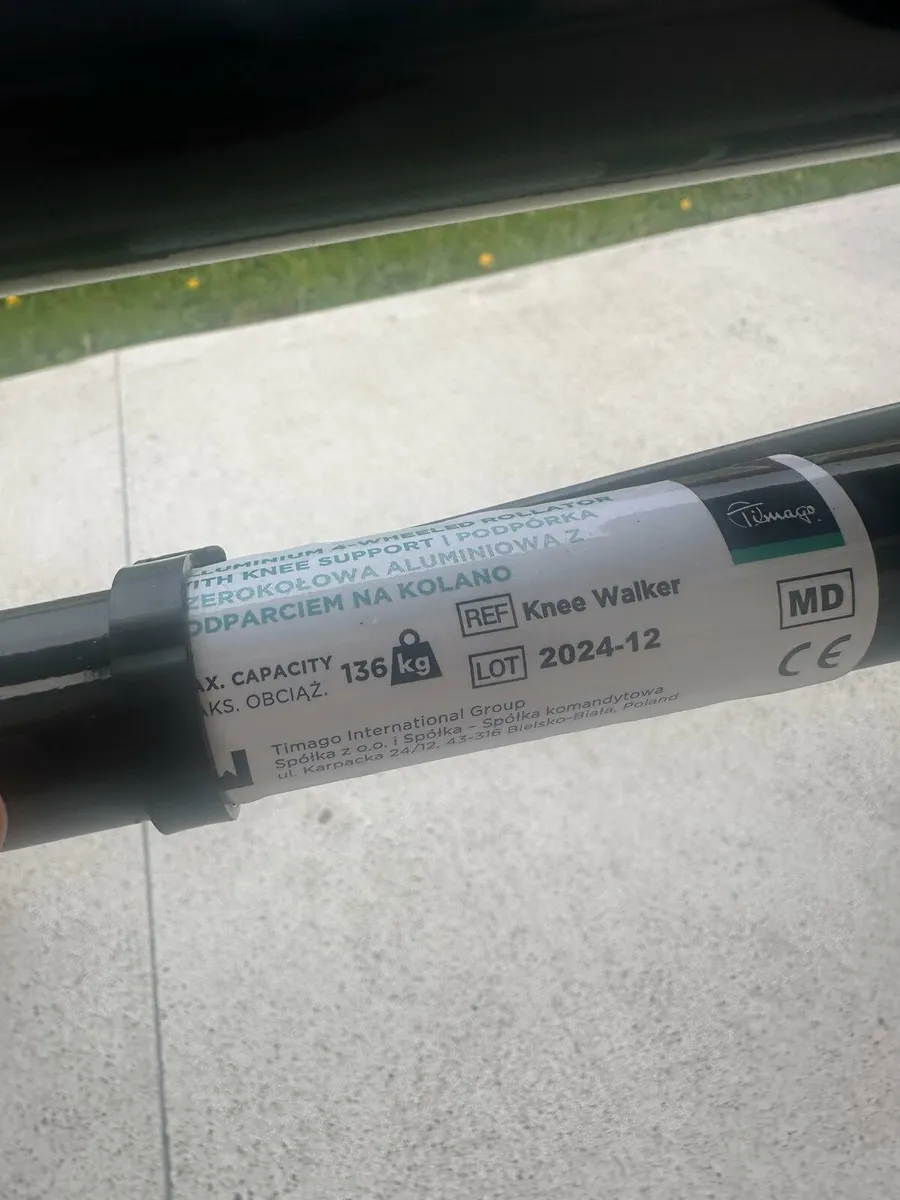 Timago
LUMINIUM 4-WHEELED ROLLATOR
ITH KNEE SUPPORT I PODPÓRKA
ZEROKOŁOWA ALUMINIOWA Z
ODPARCIEM NA KOLANO
AX. CAPACITY
AKS. OBCIĄŻ.
136 kg
REF Knee Walker
LOT 2024-12
MD
CE
Timago International Group
Spółka z o.o. i Spółka – Spółka komandytowa
ul. Karpacka 24/12, 43-316 Bielsko-Biała, Poland